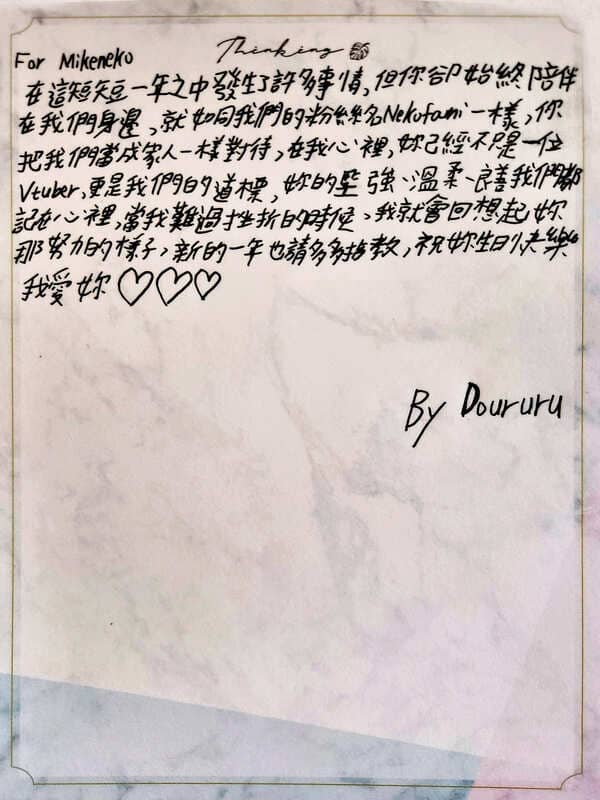 For Mikeneko
Thinking
在這短短一年之中發生了許多事情，但你卻始終陪伴
在我們身邊，就如同我們的粉絲名Nekofami一樣，你
把我們當成家人一樣對待，在我心裡，妳已經不只是一位
Vtuber，更是我們的道標，妳的堅強、溫柔、良善我們都
記在心裡，當我難過挫折的時候，我就會回想起妳
那努力的樣子，新的一年也請多多指教，祝妳生日快樂
我愛妳♡♡♡
By Doururu